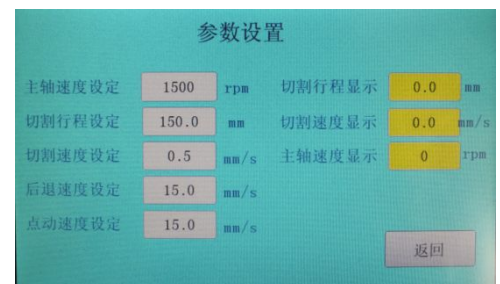 参数设置
主轴速度设定 1500 rpm 切割行程显示 0.0 mm
切割行程设定 150.0 mm 切割速度显示 0.0 mm/s
切割速度设定 0.5 mm/s 主轴速度显示 0 rpm
后退速度设定 15.0 mm/s
点动速度设定 15.0 mm/s
返回